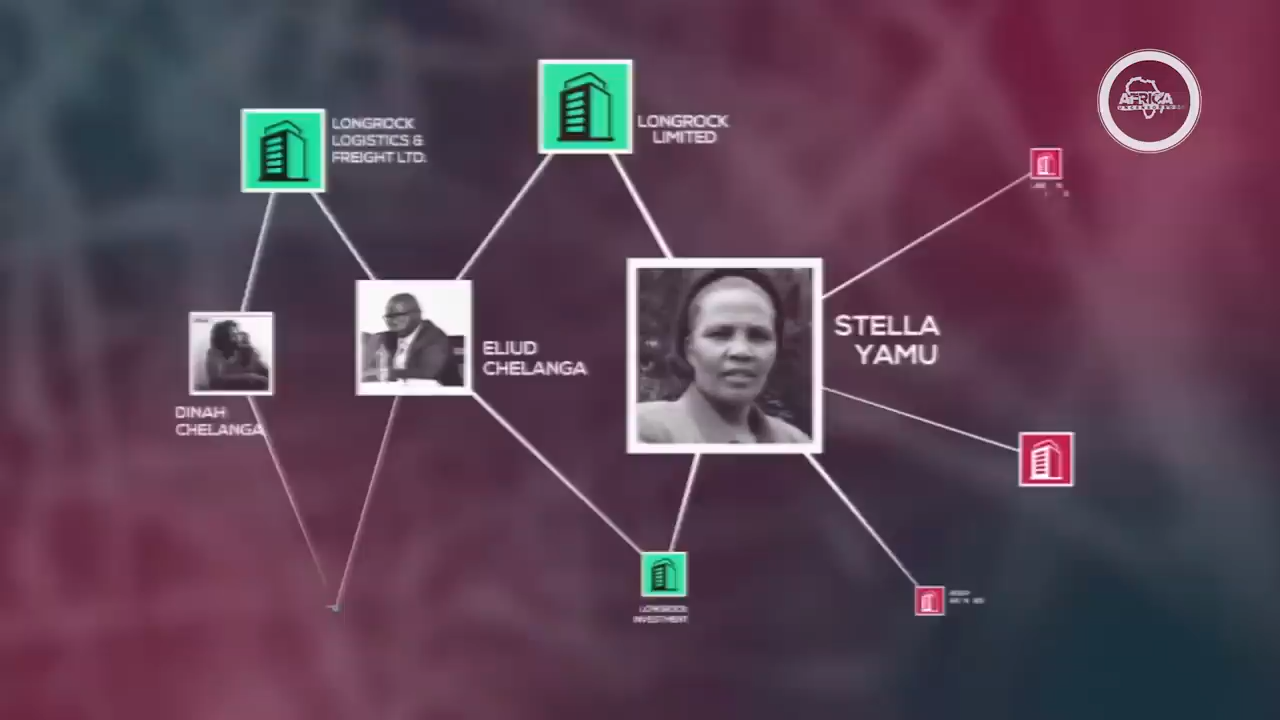 LONGROCK
LOGISTICS &
FREIGHT LTD.
LONGROCK
LIMITED
AFRICA
STELLA
YAMU
ELIUD
CHELANGA
DINAH
CHELANGA
LONGROCK
INVESTMENT